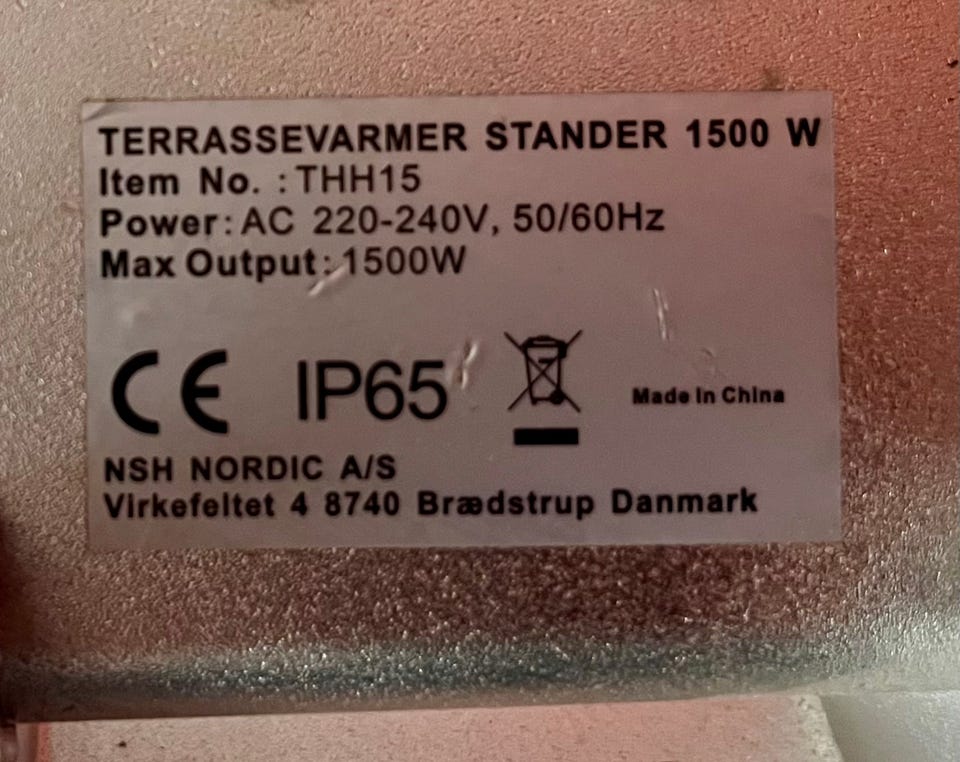 TERRASSEVARMER STANDER 1500 W
Item No. : THH15
Power: AC 220-240V, 50/60Hz
Max Output: 1500W
CE IP65 Made In China
NSH NORDIC A/S
Virkefeltet 4 8740 Brædstrup Danmark